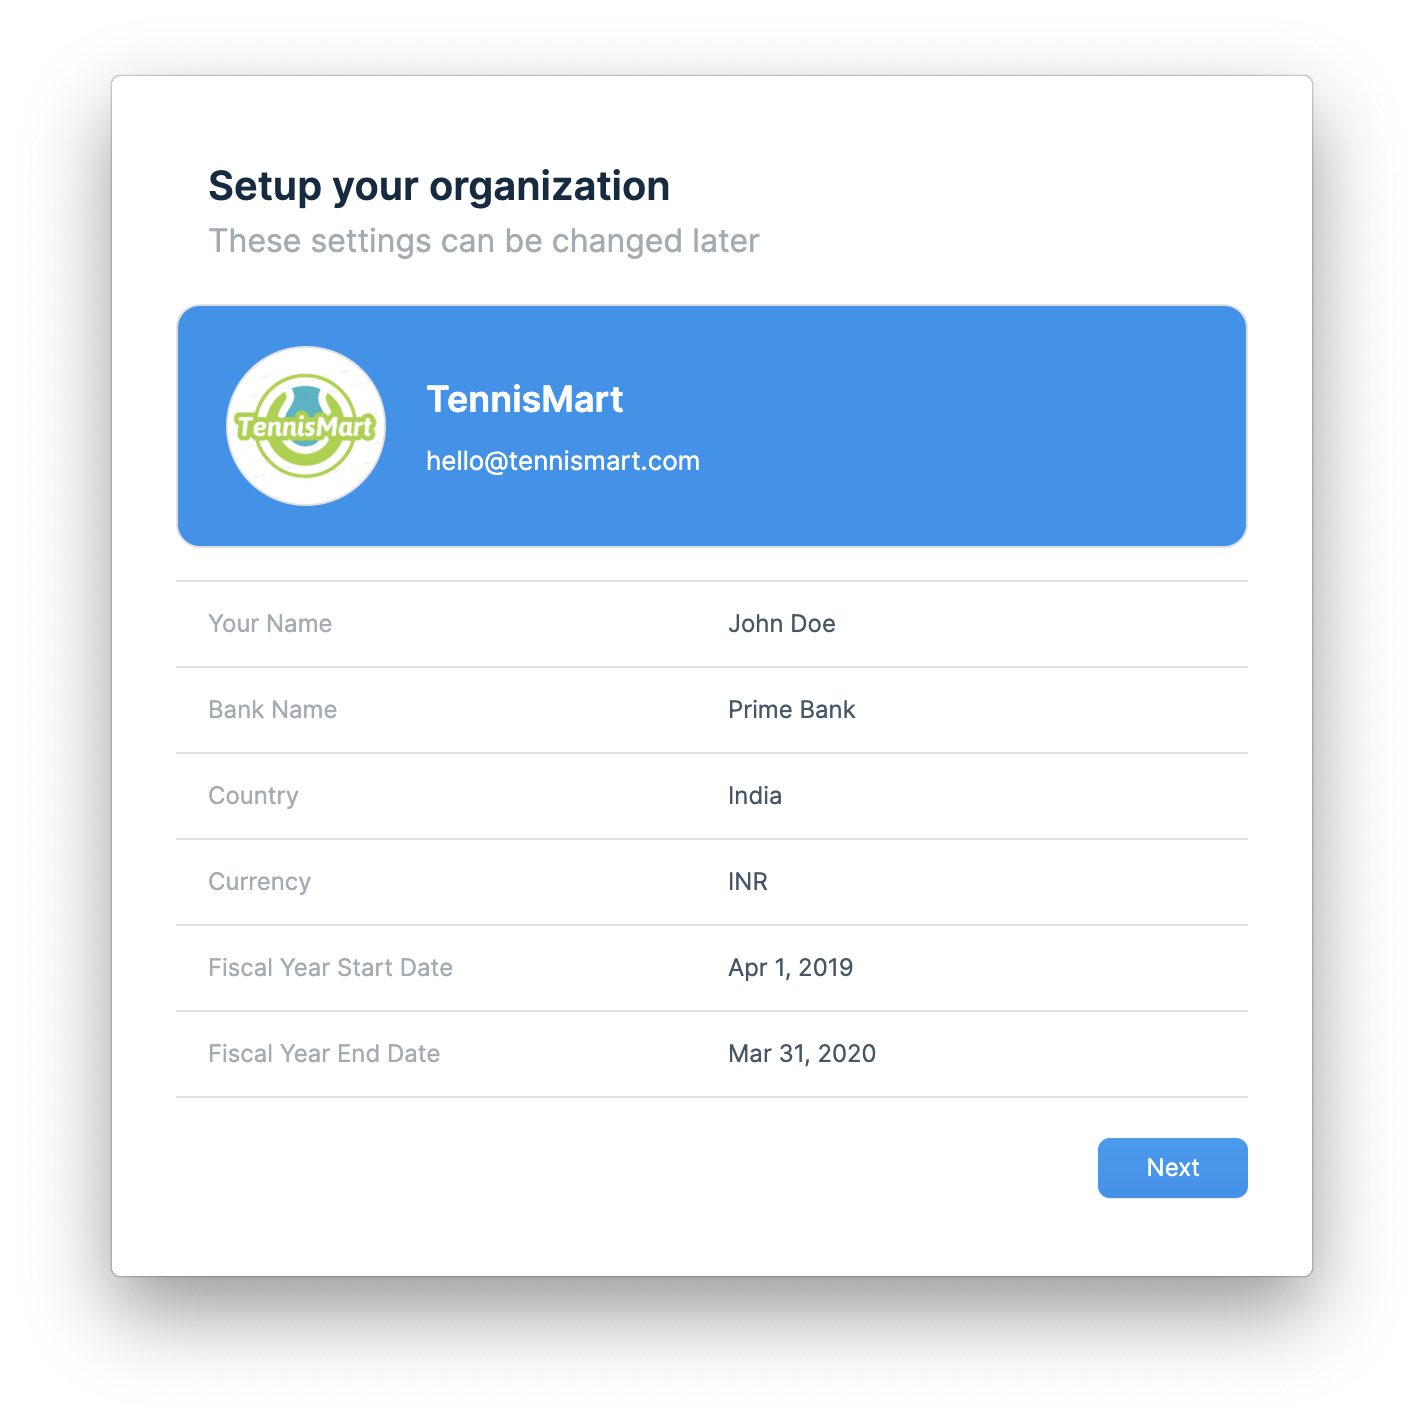 Setup your organization
These settings can be changed later
TennisMart
TennisMart
hello@tennismart.com
Your Name John Doe
Bank Name Prime Bank
Country India
Currency INR
Fiscal Year Start Date Apr 1, 2019
Fiscal Year End Date Mar 31, 2020
Next